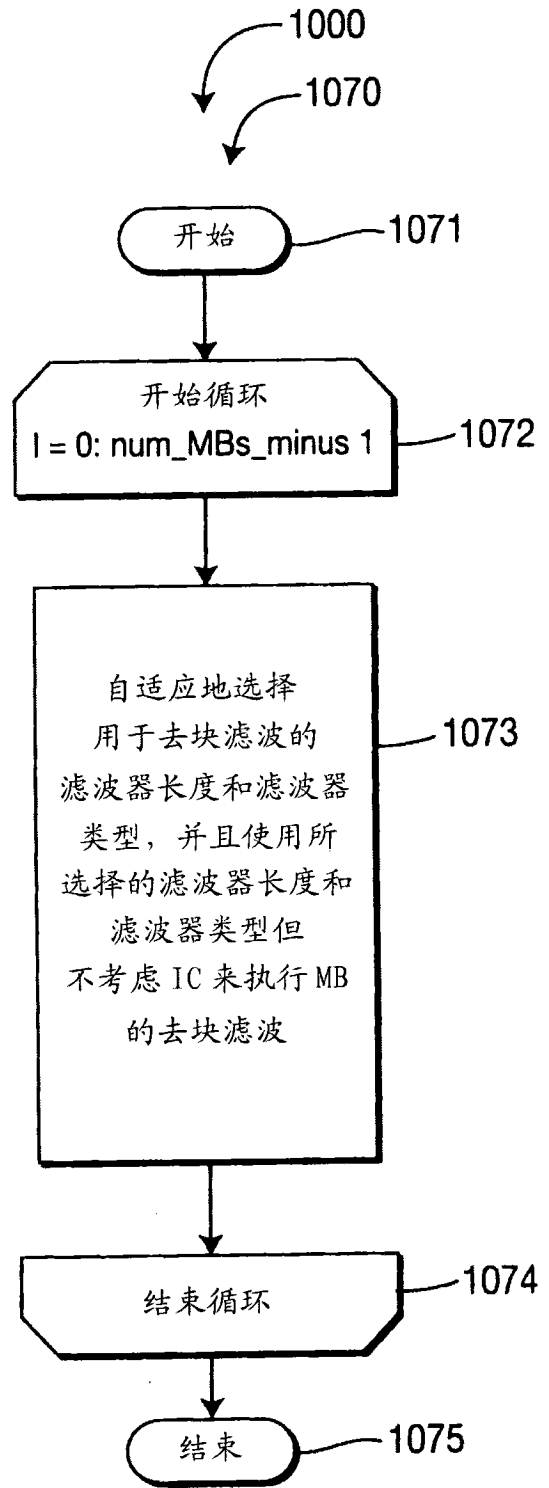 1000
1070
开始
1071
开始循环
I = 0: num_MBs_minus 1
1072
自适应地选择
用于去块滤波的
滤波器长度和滤波器
类型，并且使用所
选择的滤波器长度和
滤波器类型但
不考虑 IC 来执行 MB
的去块滤波
1073
结束循环
1074
结束
1075